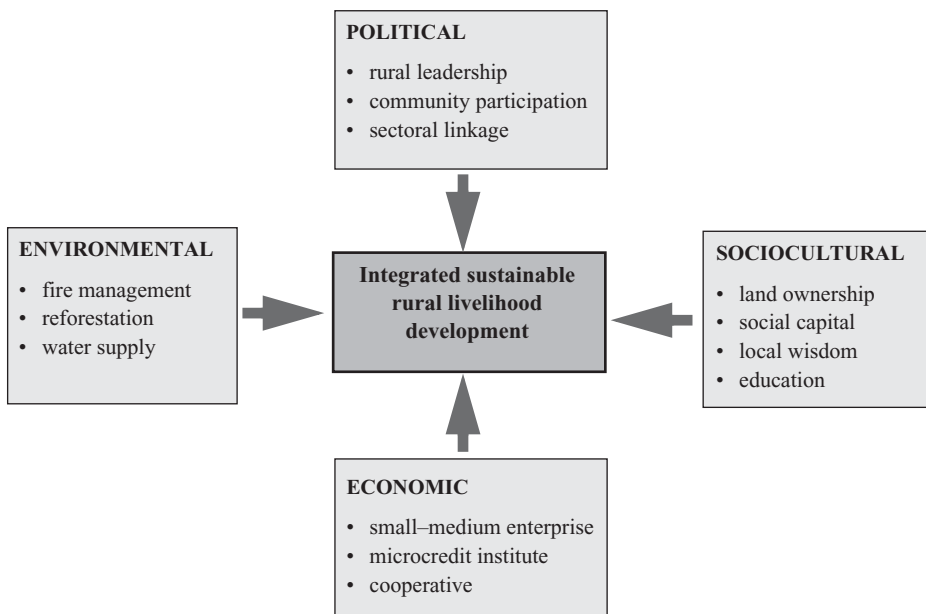 POLITICAL
• rural leadership
• community participation
• sectoral linkage
ENVIRONMENTAL
• fire management
• reforestation
• water supply
Integrated sustainable
rural livelihood
development
SOCIOCULTURAL
• land ownership
• social capital
• local wisdom
• education
ECONOMIC
• small–medium enterprise
• microcredit institute
• cooperative